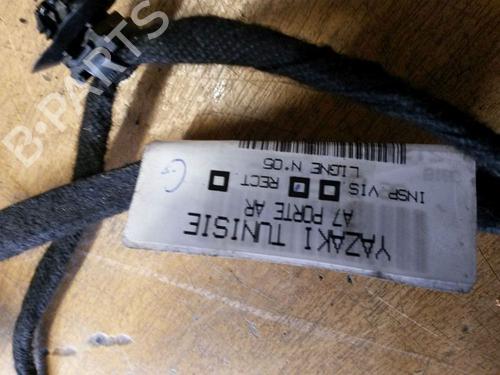 YAZAKI TUNISIE
A7 PORTE AR
INSP VIS RECT
LIGNE N°05
B-PARTS